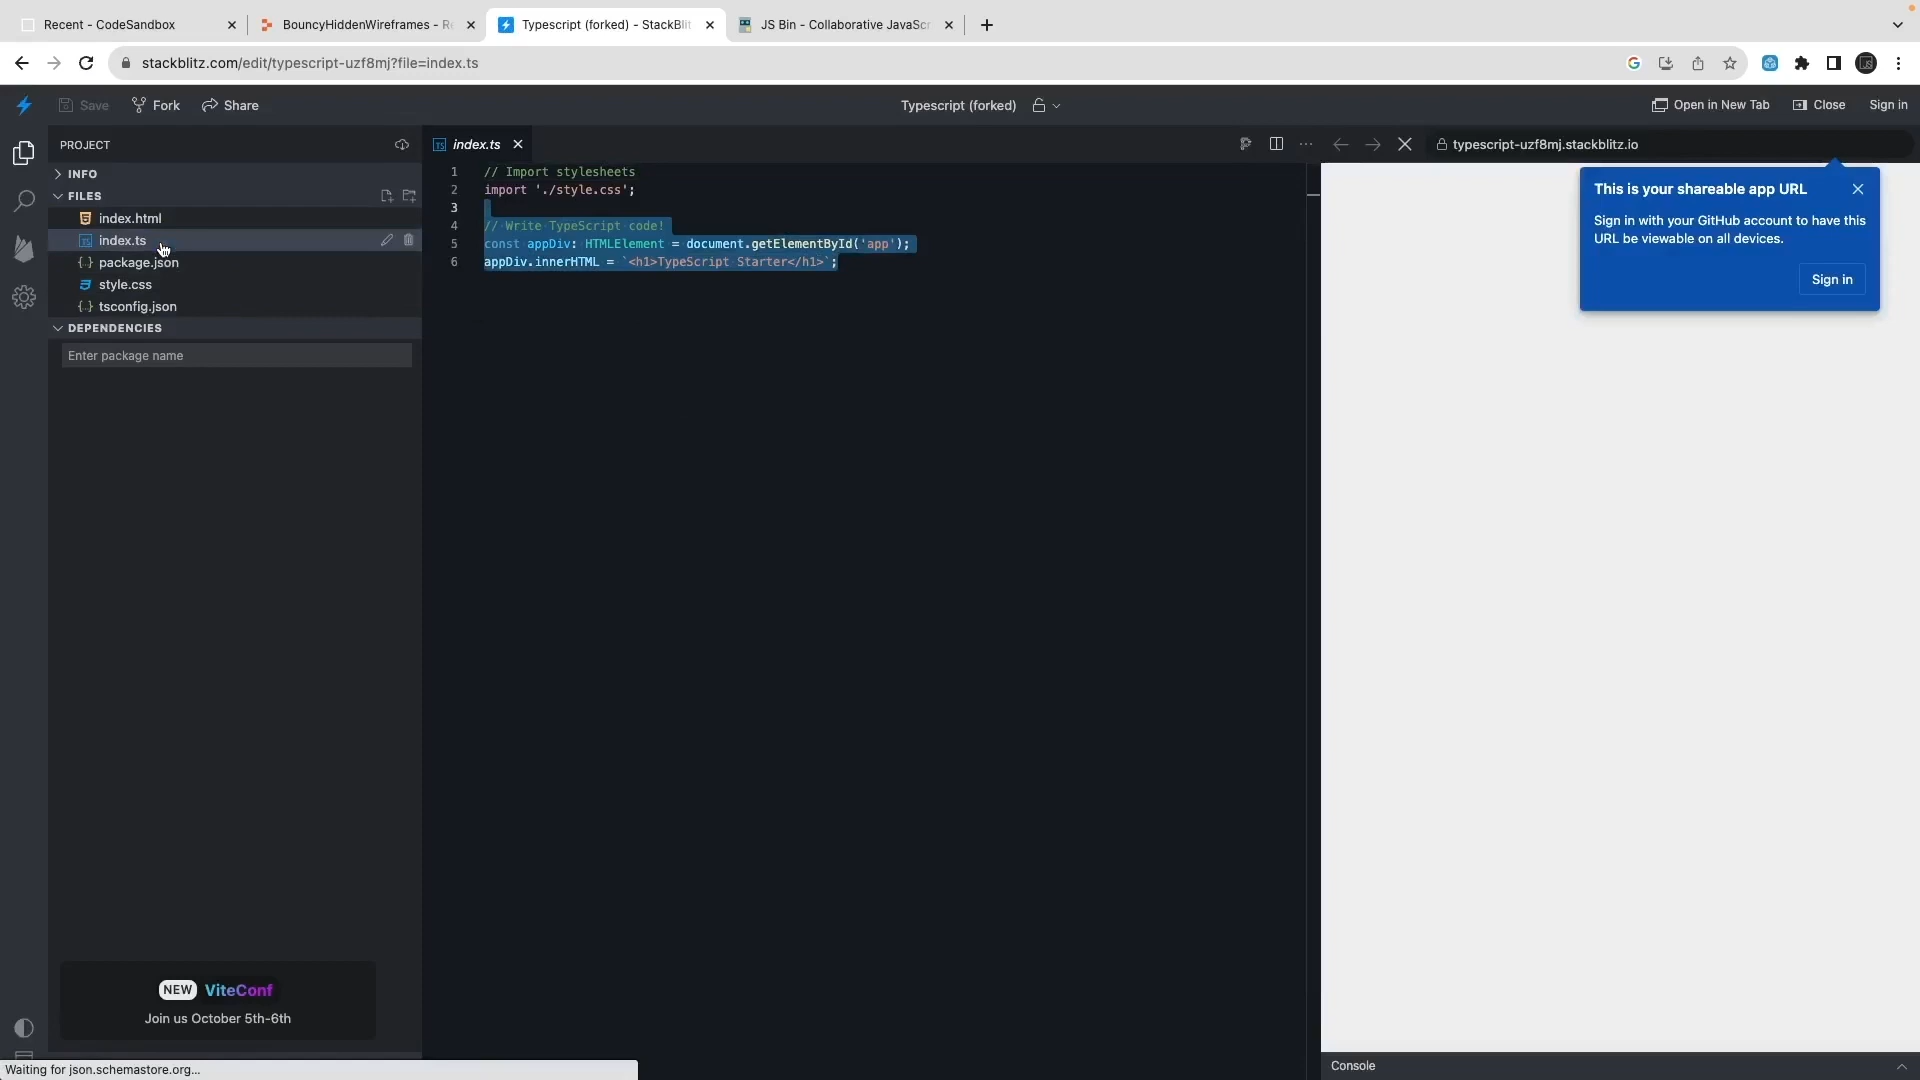 Recent - CodeSandbox
BouncyHiddenWireframes - Re
Typescript (forked) - StackBlit
JS Bin - Collaborative JavaScr
stackblitz.com/edit/typescript-uzf8mj?file=index.ts
Save
Fork
Share
Typescript (forked)
Open in New Tab
Close
Sign in
PROJECT
INFO
FILES
index.html
index.ts
package.json
style.css
tsconfig.json
DEPENDENCIES
Enter package name
NEW ViteConf
Join us October 5th-6th
Waiting for json.schemastore.org...
index.ts
1 // Import stylesheets
2 import './style.css';
3
4 // Write TypeScript code!
5 const appDiv: HTMLElement = document.getElementById('app');
6 appDiv.innerHTML = `<h1>TypeScript Starter</h1>`;
typescript-uzf8mj.stackblitz.io
This is your shareable app URL
Sign in with your GitHub account to have this
URL be viewable on all devices.
Sign in
Console